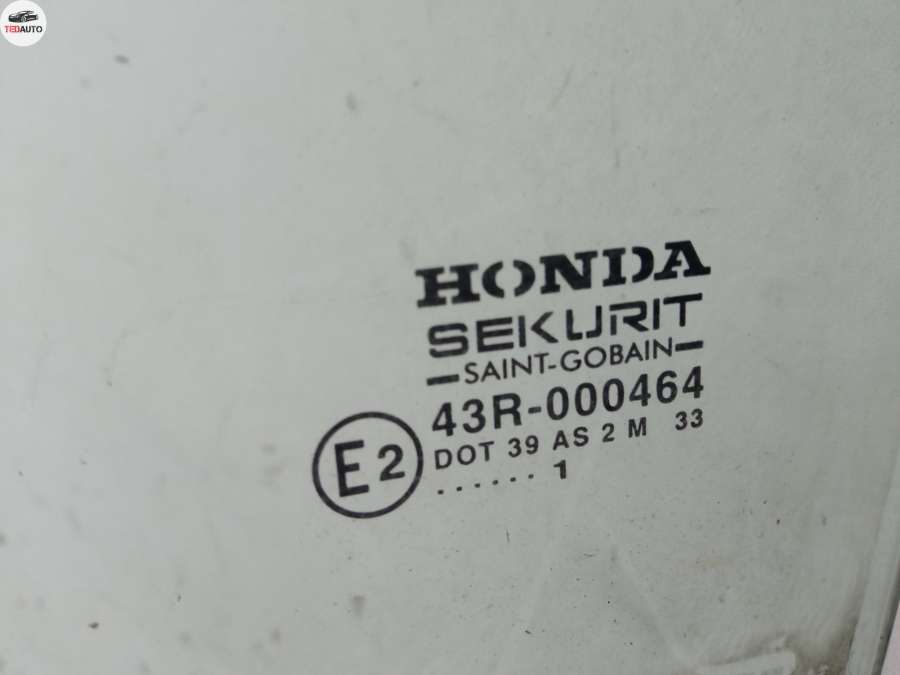 TEDAUTO
HONDA
SEKURIT
SAINT-GOBAIN
43R-000464
E2
DOT 39 AS 2 M 33
...... 1